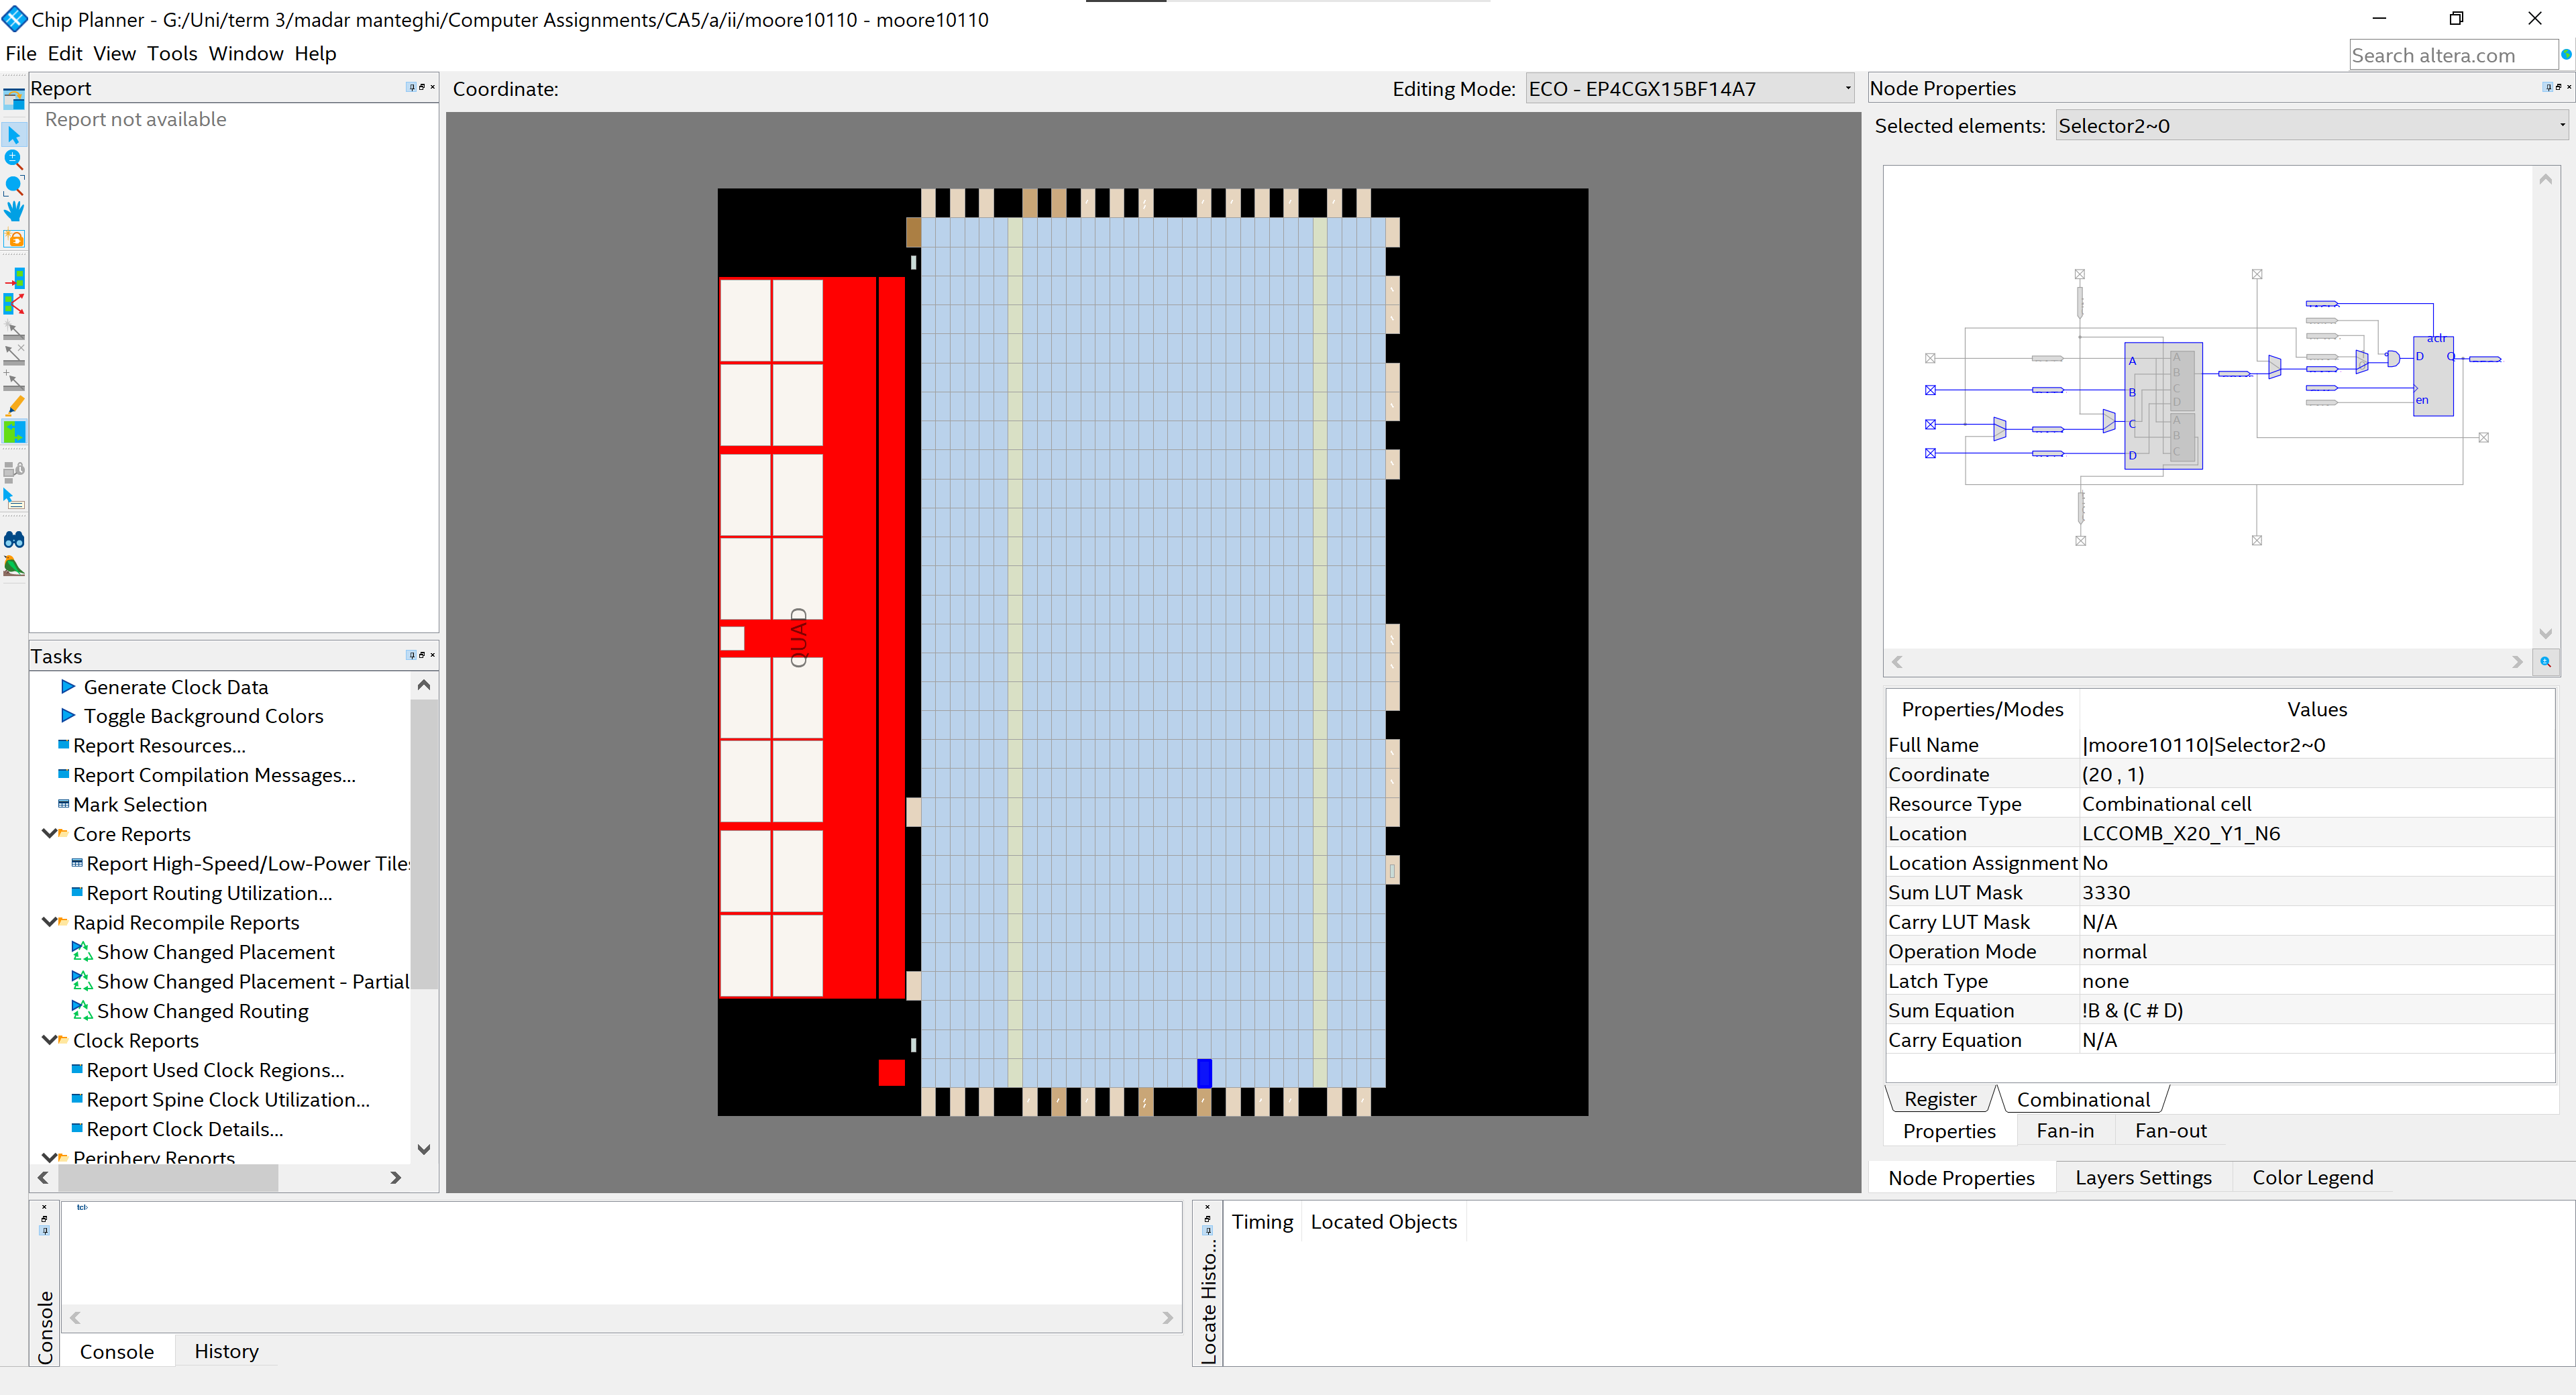 Chip Planner - G:/Uni/term 3/madar manteghi/Computer Assignments/CA5/a/ii/moore10110 - moore10110
File Edit View Tools Window Help
Search altera.com
Report
Report not available
Tasks
Generate Clock Data
Toggle Background Colors
Report Resources...
Report Compilation Messages...
Mark Selection
Core Reports
Report High-Speed/Low-Power Tile
Report Routing Utilization...
Rapid Recompile Reports
Show Changed Placement
Show Changed Placement - Partial
Show Changed Routing
Clock Reports
Report Used Clock Regions...
Report Spine Clock Utilization...
Report Clock Details...
Periphery Reports
Coordinate:
Editing Mode: ECO - EP4CGX15BF14A7
QUAD
Node Properties
Selected elements: Selector2~0
A
B
C
D
A
B
C
D
A
B
C
aclr
D
Q
en
Properties/Modes Values
Full Name |moore10110|Selector2~0
Coordinate (20 , 1)
Resource Type Combinational cell
Location LCCOMB_X20_Y1_N6
Location Assignment No
Sum LUT Mask 3330
Carry LUT Mask N/A
Operation Mode normal
Latch Type none
Sum Equation !B & (C # D)
Carry Equation N/A
Register Combinational
Properties Fan-in Fan-out
Node Properties Layers Settings Color Legend
Console
tcl>
Console History
Locate Histo...
Timing Located Objects